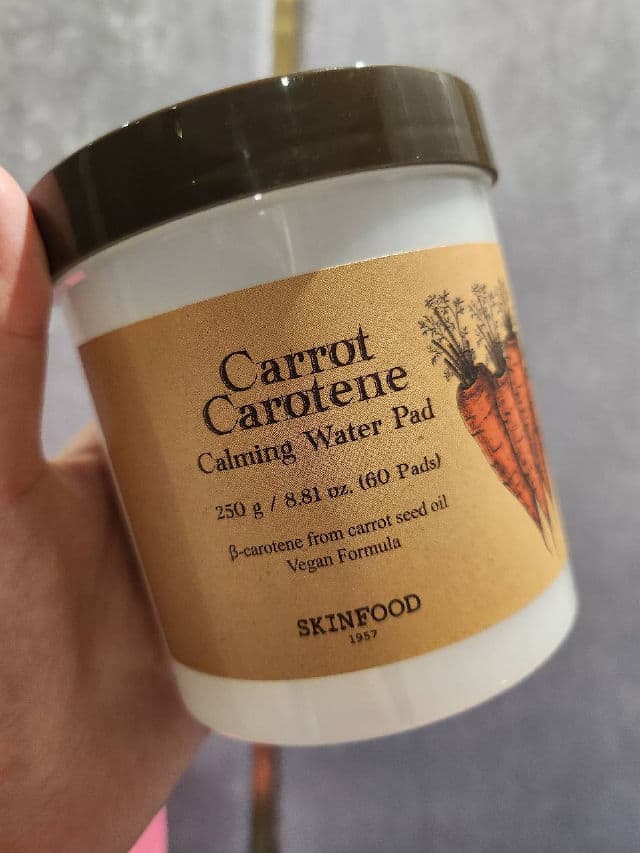 Carrot
Carotene
Calming Water Pad
250 g / 8.81 oz. (60 Pads)
β-carotene from carrot seed oil
Vegan Formula
SKINFOOD
1957